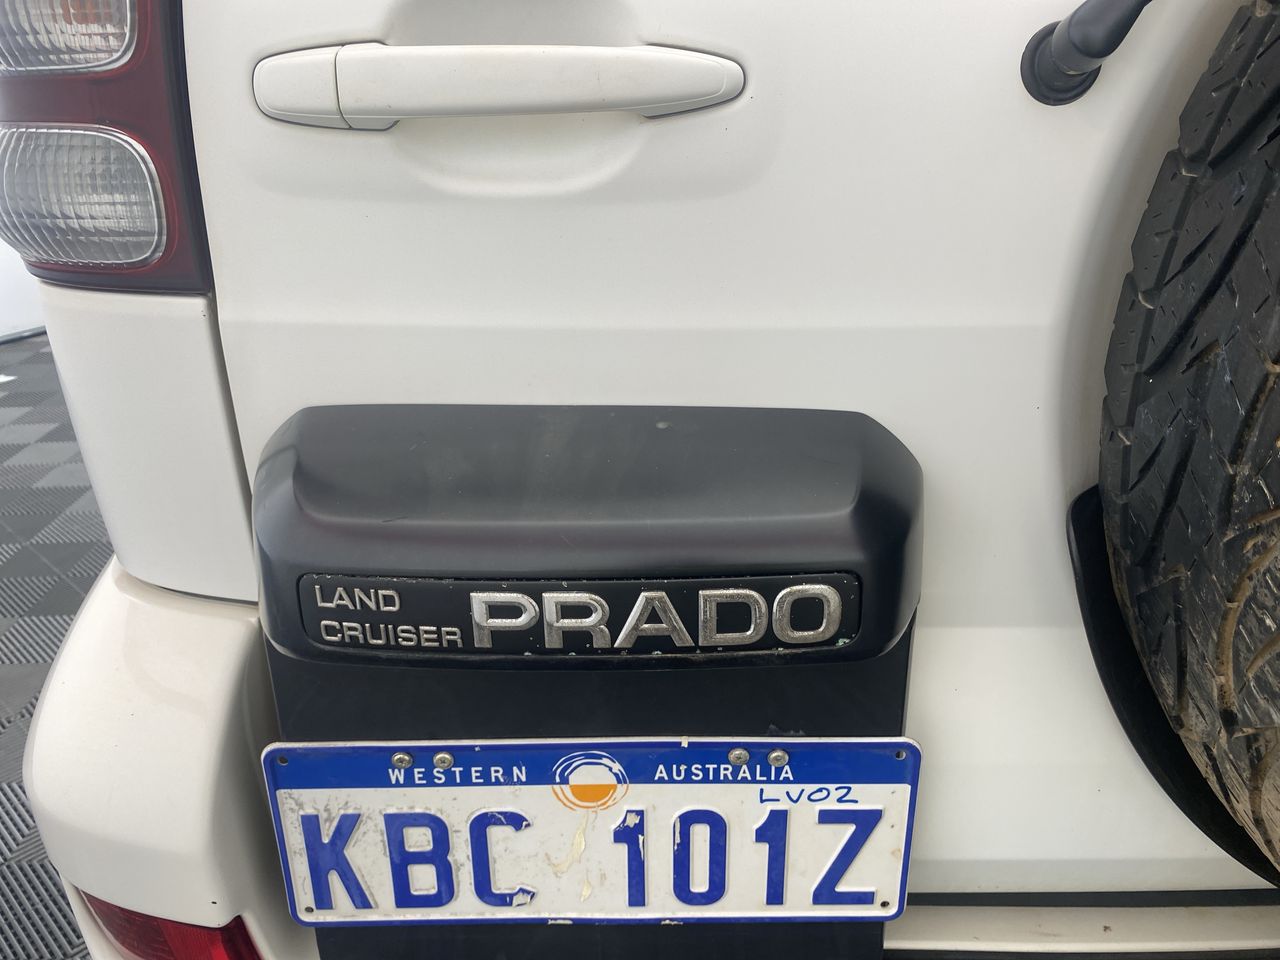 LAND
CRUISER PRADO
WESTERN AUSTRALIA
LV02
KBC 101Z